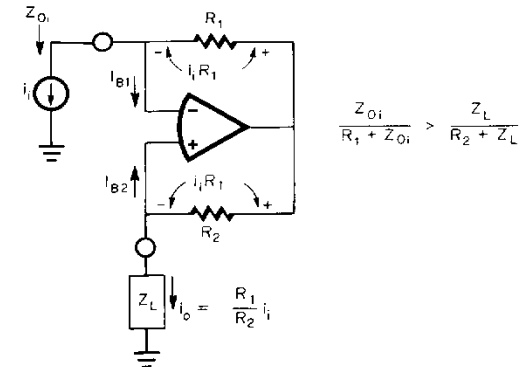 Z_Oi
R_1
− i_i R_1 +
i_i
I_B1
−
+
Z_Oi / (R_1 + Z_Oi) > Z_L / (R_2 + Z_L)
I_B2
− i_i R_1 +
R_2
Z_L
i_o = (R_1 / R_2) i_i